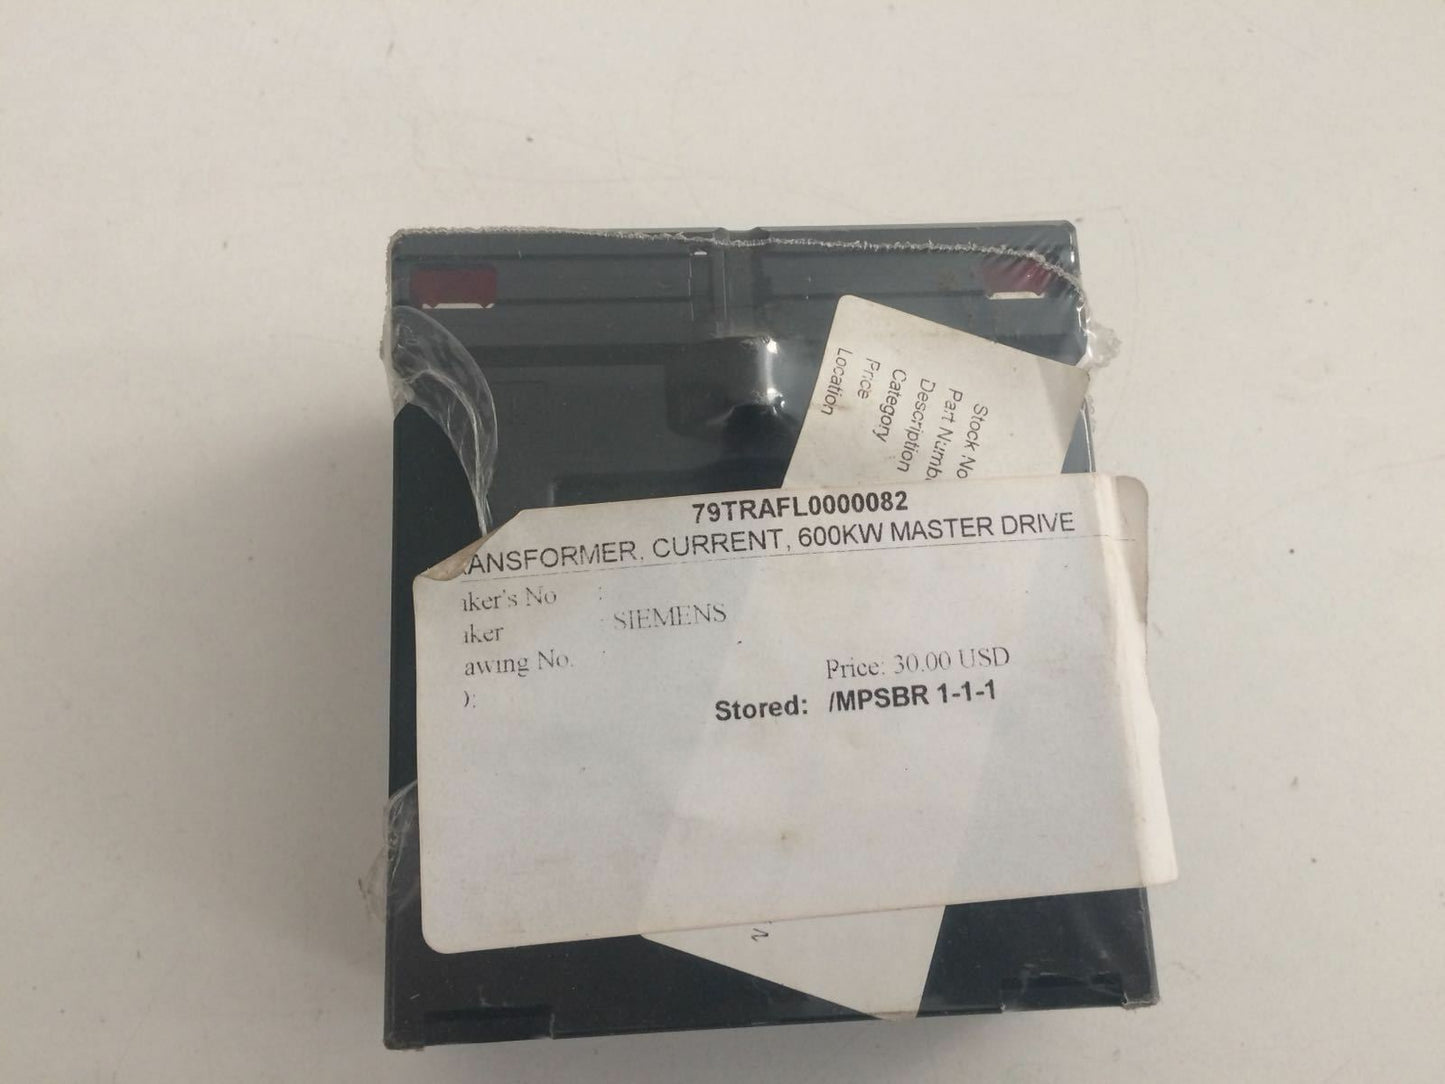 Stock No
Part Numb
Description
Category
Price
Location
79TRAFL0000082
RANSFORMER, CURRENT, 600KW MASTER DRIVE
aker's No :
aker : SIEMENS
awing No. :
Price: 30.00 USD
):
Stored: /MPSBR 1-1-1